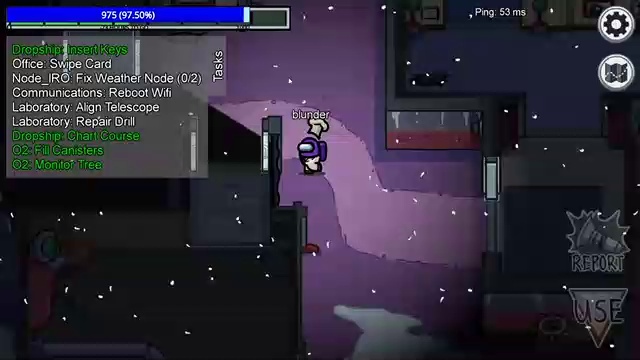 975 (97.50%)
Ping: 53 ms
Dropship: Insert Keys
Office: Swipe Card
Node_IRO: Fix Weather Node (0/2)
Communications: Reboot Wifi
Laboratory: Align Telescope
Laboratory: Repair Drill
Dropship: Chart Course
O2: Fill Canisters
O2: Monitor Tree
Tasks
blunder
REPORT
USE